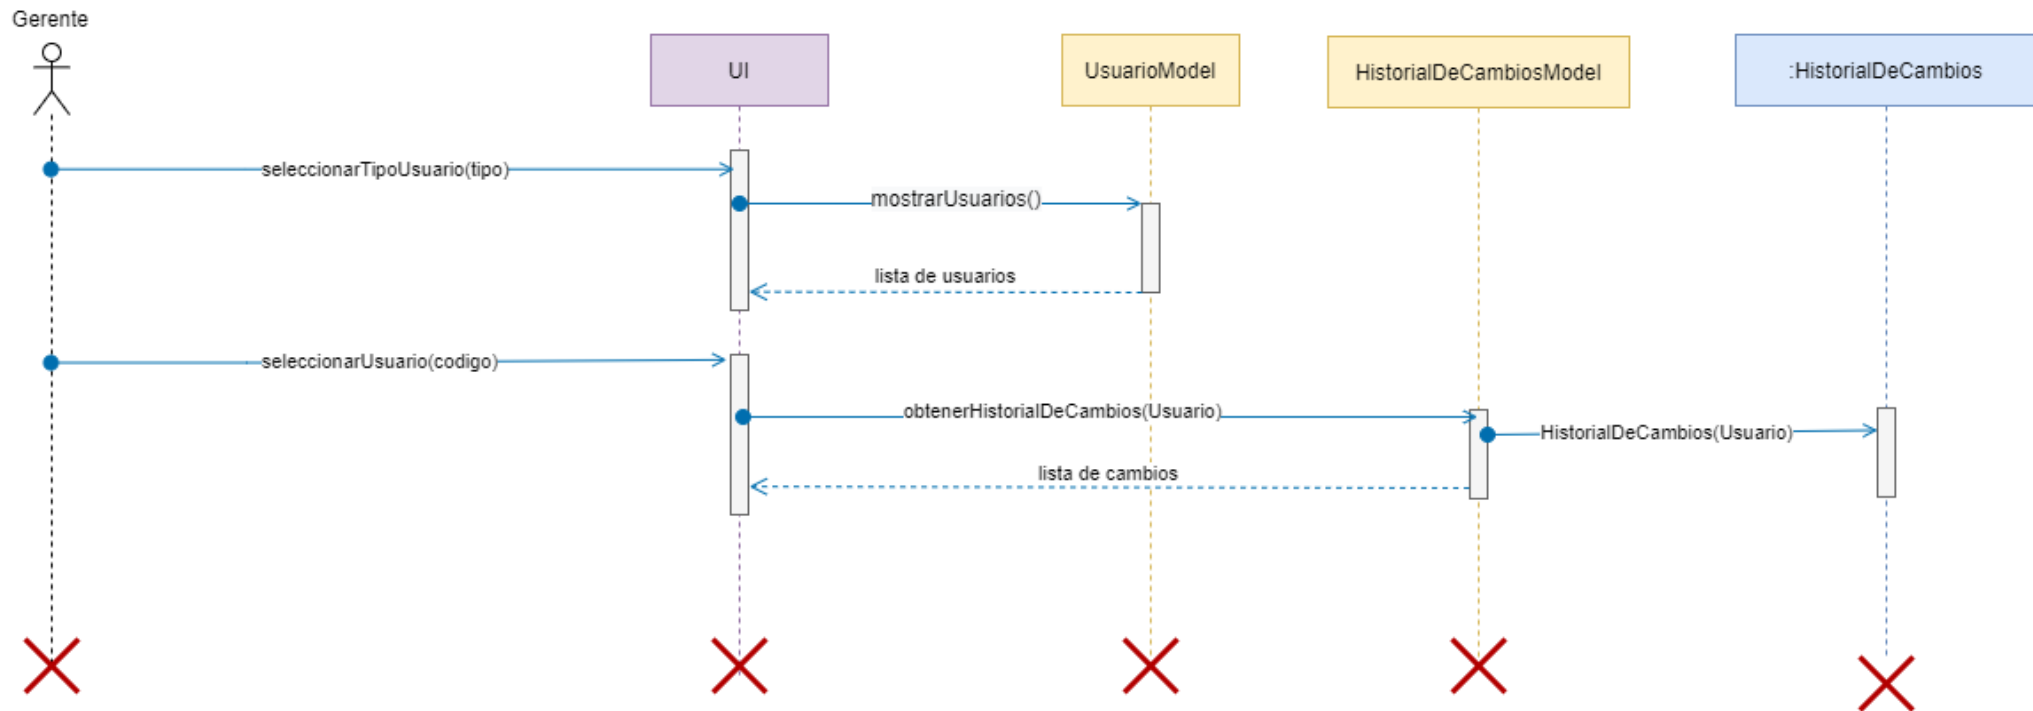 Gerente
UI
UsuarioModel
HistorialDeCambiosModel
:HistorialDeCambios
seleccionarTipoUsuario(tipo)
mostrarUsuarios()
lista de usuarios
seleccionarUsuario(codigo)
obtenerHistorialDeCambios(Usuario)
HistorialDeCambios(Usuario)
lista de cambios